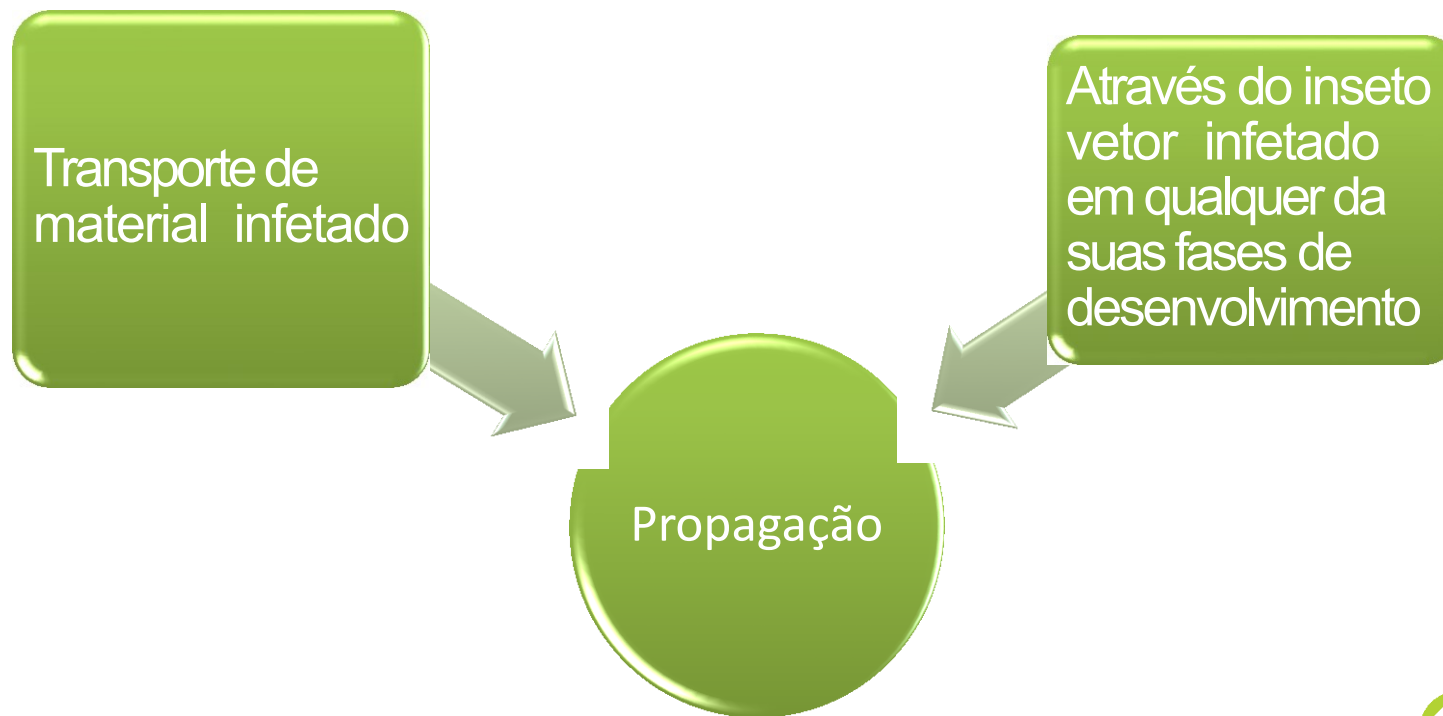 Transporte de
material infetado
Através do inseto
vetor infetado
em qualquer da
suas fases de
desenvolvimento
Propagação